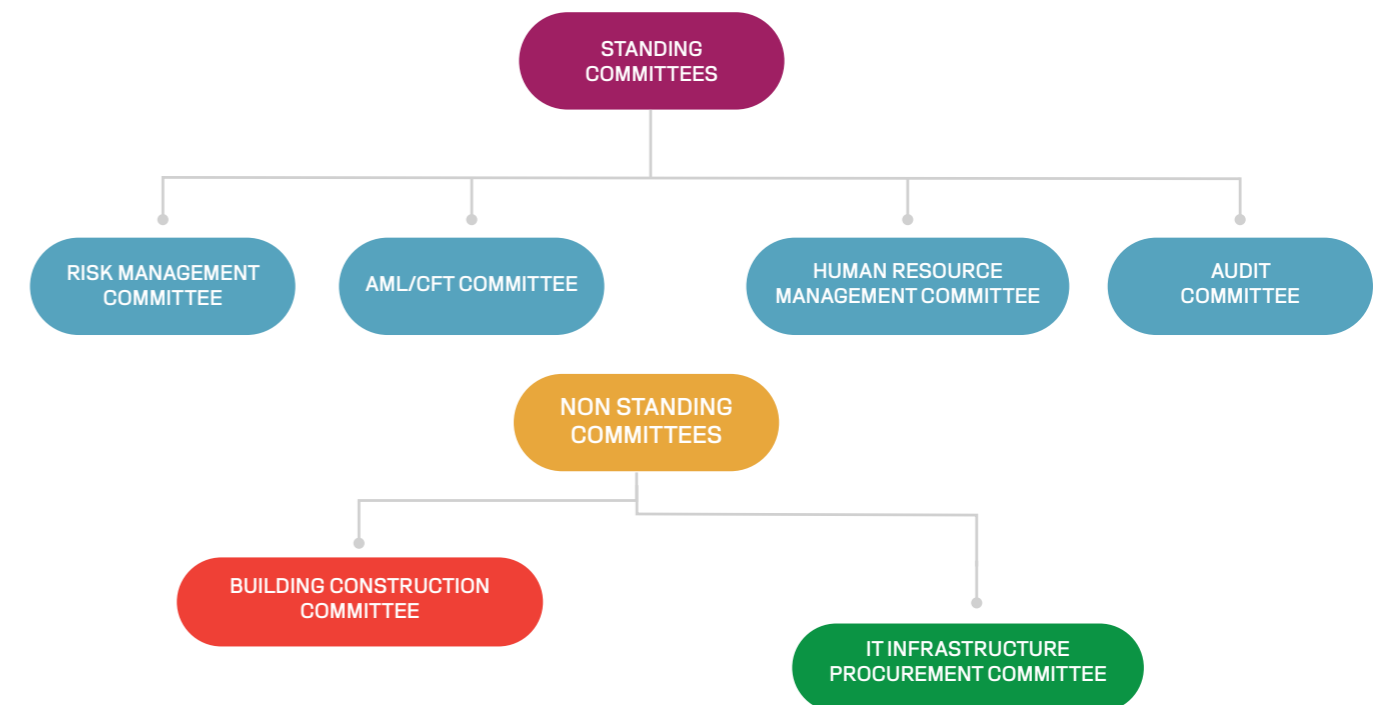 STANDING
COMMITTEES
RISK MANAGEMENT
COMMITTEE
AML/CFT COMMITTEE
HUMAN RESOURCE
MANAGEMENT COMMITTEE
AUDIT
COMMITTEE
NON STANDING
COMMITTEES
BUILDING CONSTRUCTION
COMMITTEE
IT INFRASTRUCTURE
PROCUREMENT COMMITTEE